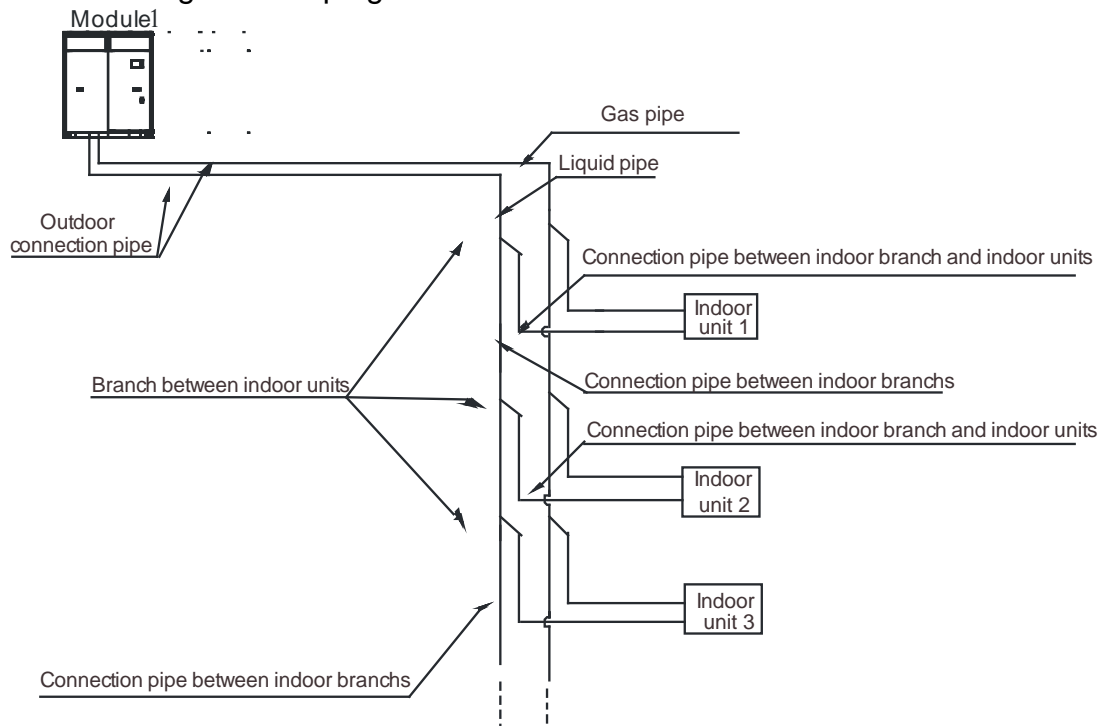 Module1
Gas pipe
Liquid pipe
Outdoor
connection pipe
Connection pipe between indoor branch and indoor units
Indoor
unit 1
Branch between indoor units
Connection pipe between indoor branchs
Connection pipe between indoor branch and indoor units
Indoor
unit 2
Indoor
unit 3
Connection pipe between indoor branchs